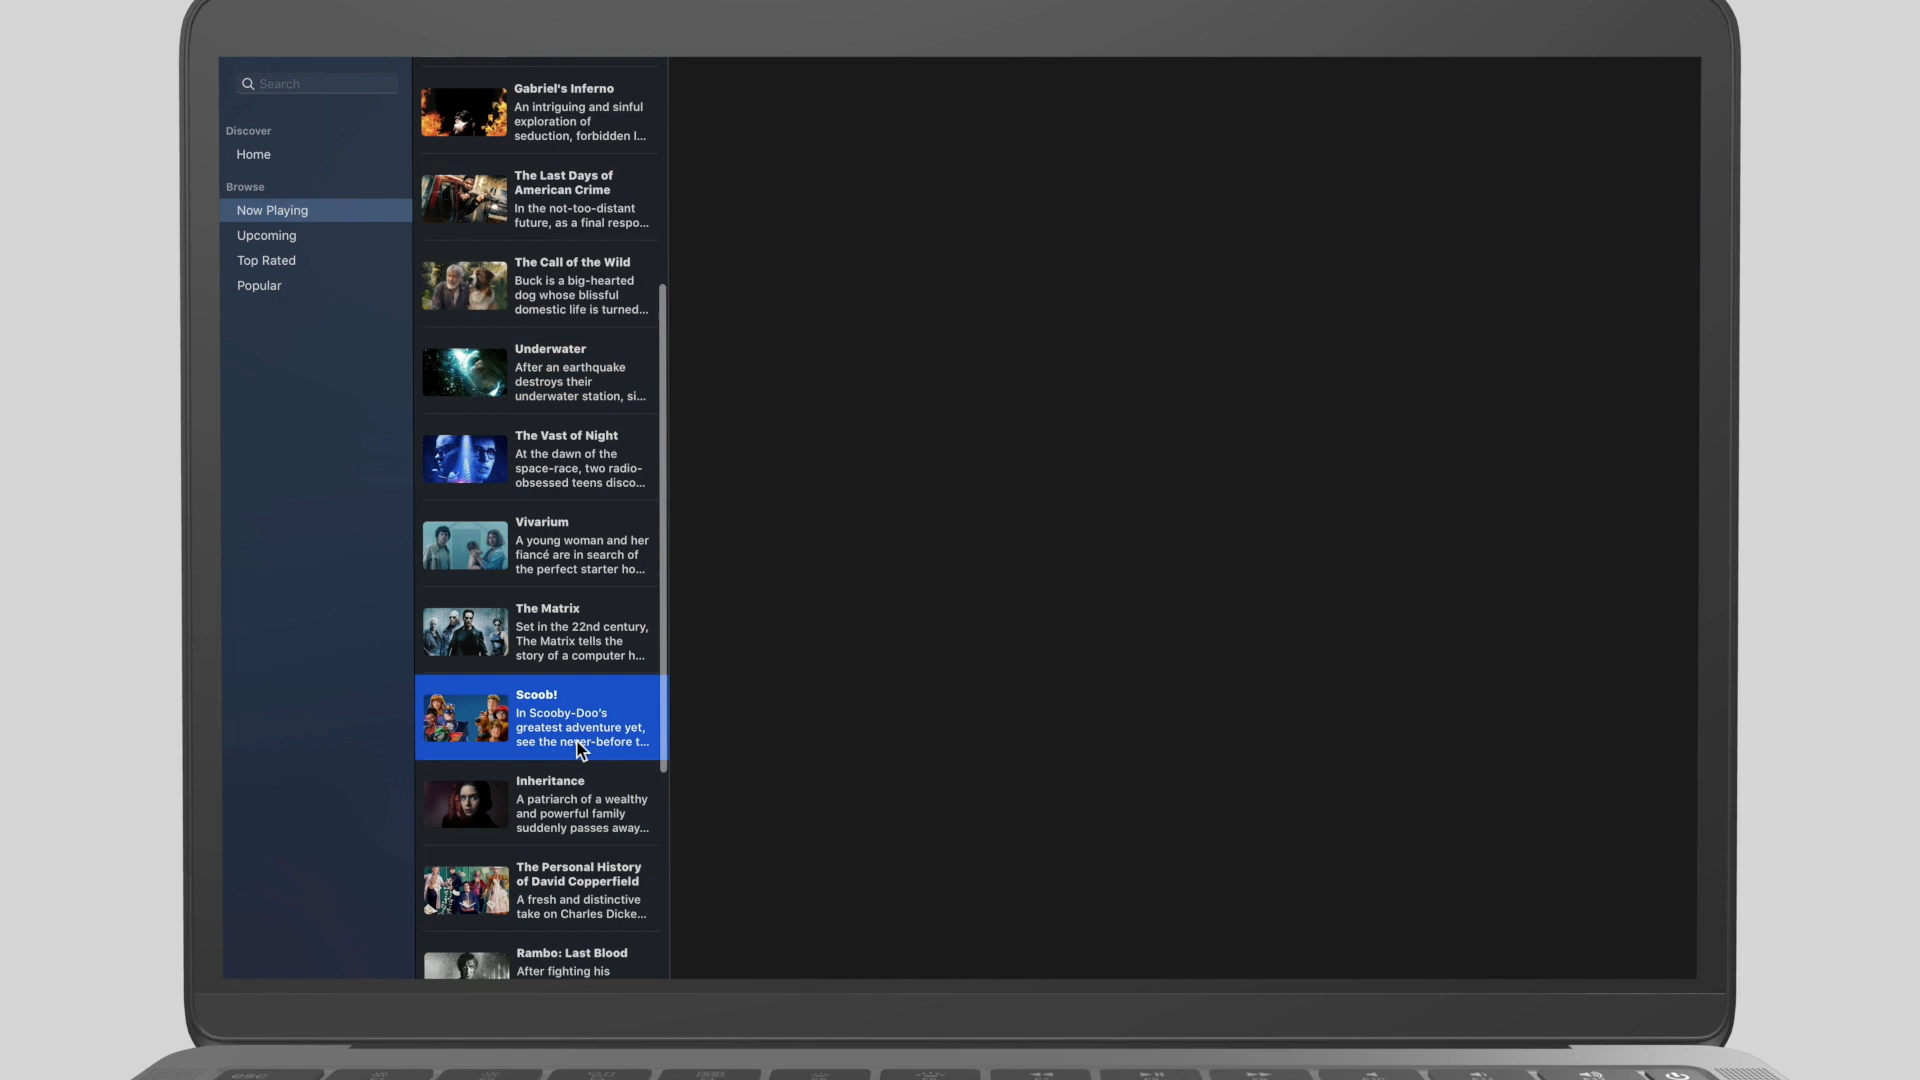 Search
Discover
Home
Browse
Now Playing
Upcoming
Top Rated
Popular
Gabriel's Inferno
An intriguing and sinful
exploration of
seduction, forbidden l...
The Last Days of
American Crime
In the not-too-distant
future, as a final respo...
The Call of the Wild
Buck is a big-hearted
dog whose blissful
domestic life is turned...
Underwater
After an earthquake
destroys their
underwater station, si...
The Vast of Night
At the dawn of the
space-race, two radio-
obsessed teens disco...
Vivarium
A young woman and her
fiancé are in search of
the perfect starter ho...
The Matrix
Set in the 22nd century,
The Matrix tells the
story of a computer h...
Scoob!
In Scooby-Doo's
greatest adventure yet,
see the never-before t...
Inheritance
A patriarch of a wealthy
and powerful family
suddenly passes away...
The Personal History
of David Copperfield
A fresh and distinctive
take on Charles Dicke...
Rambo: Last Blood
After fighting his
esc